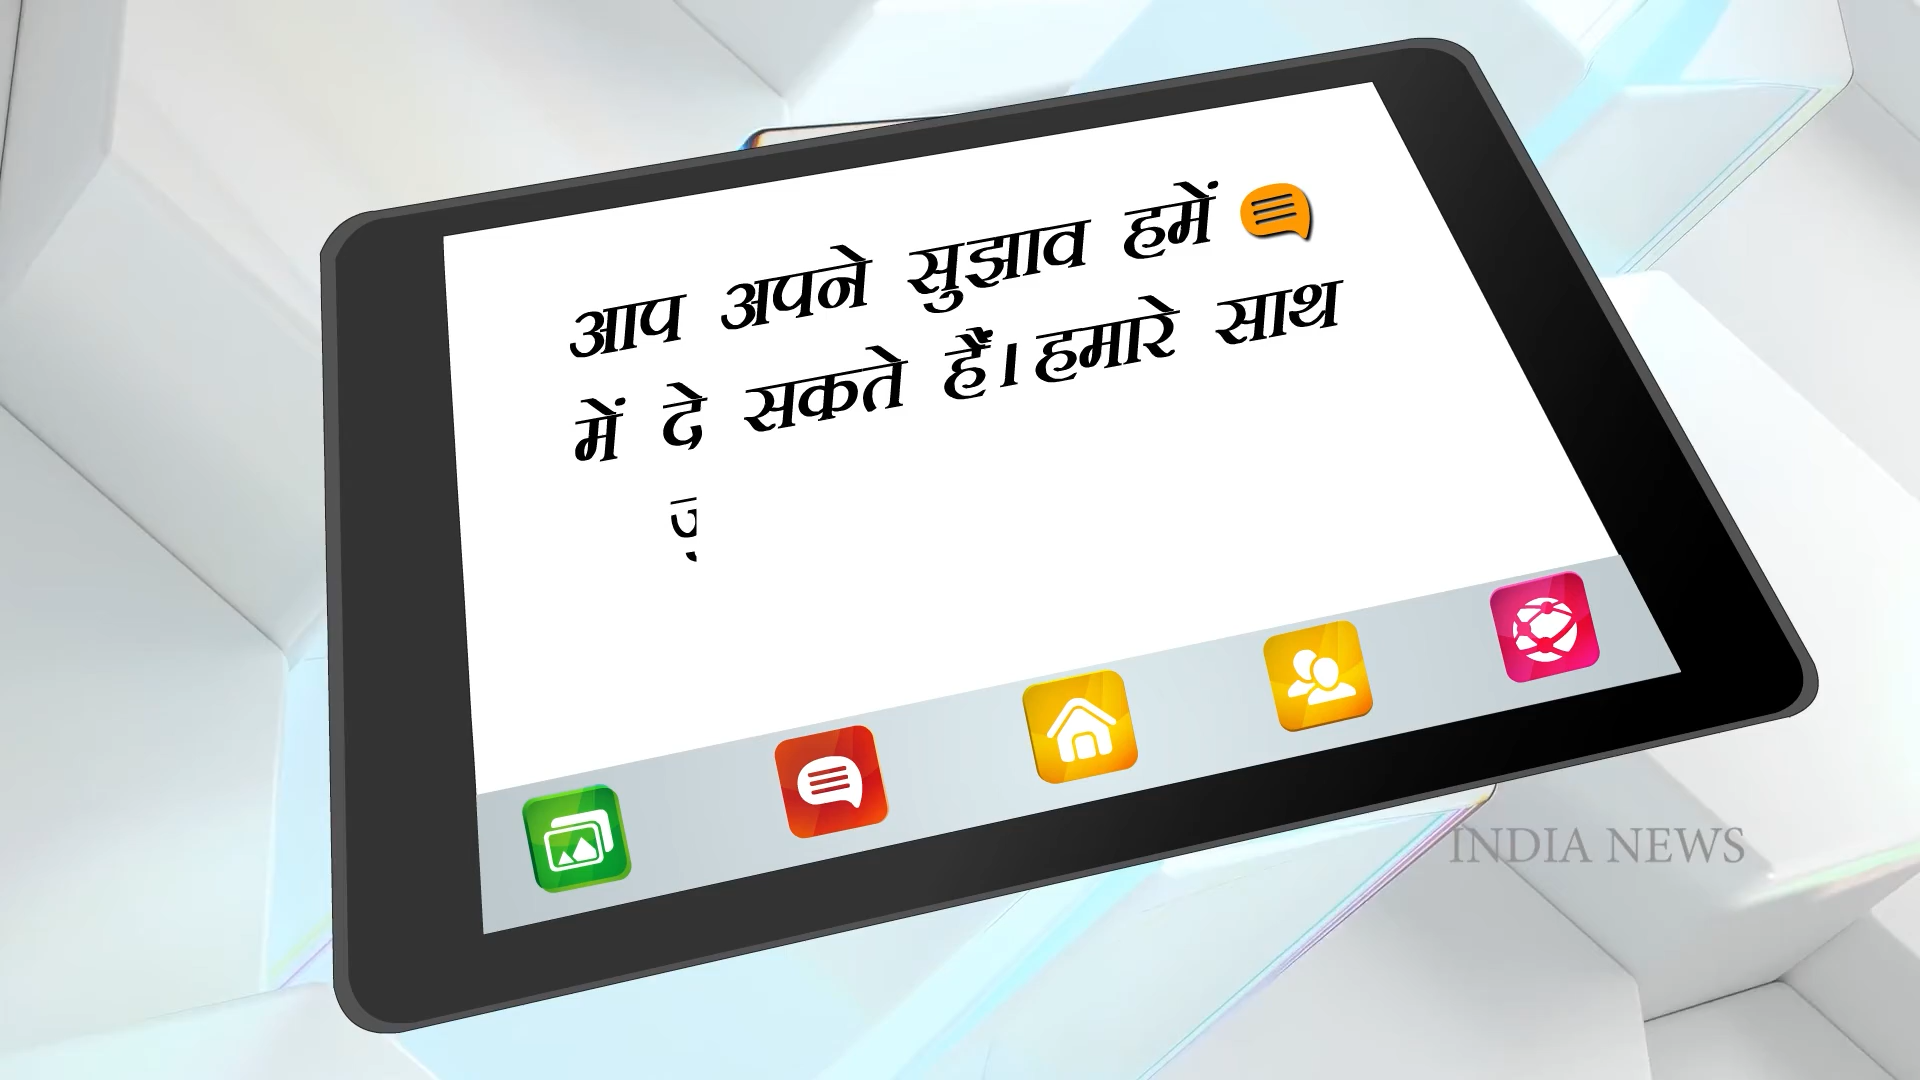 आप अपने सुझाव हमें
में दे सकते हैं। हमारे साथ
INDIA NEWS